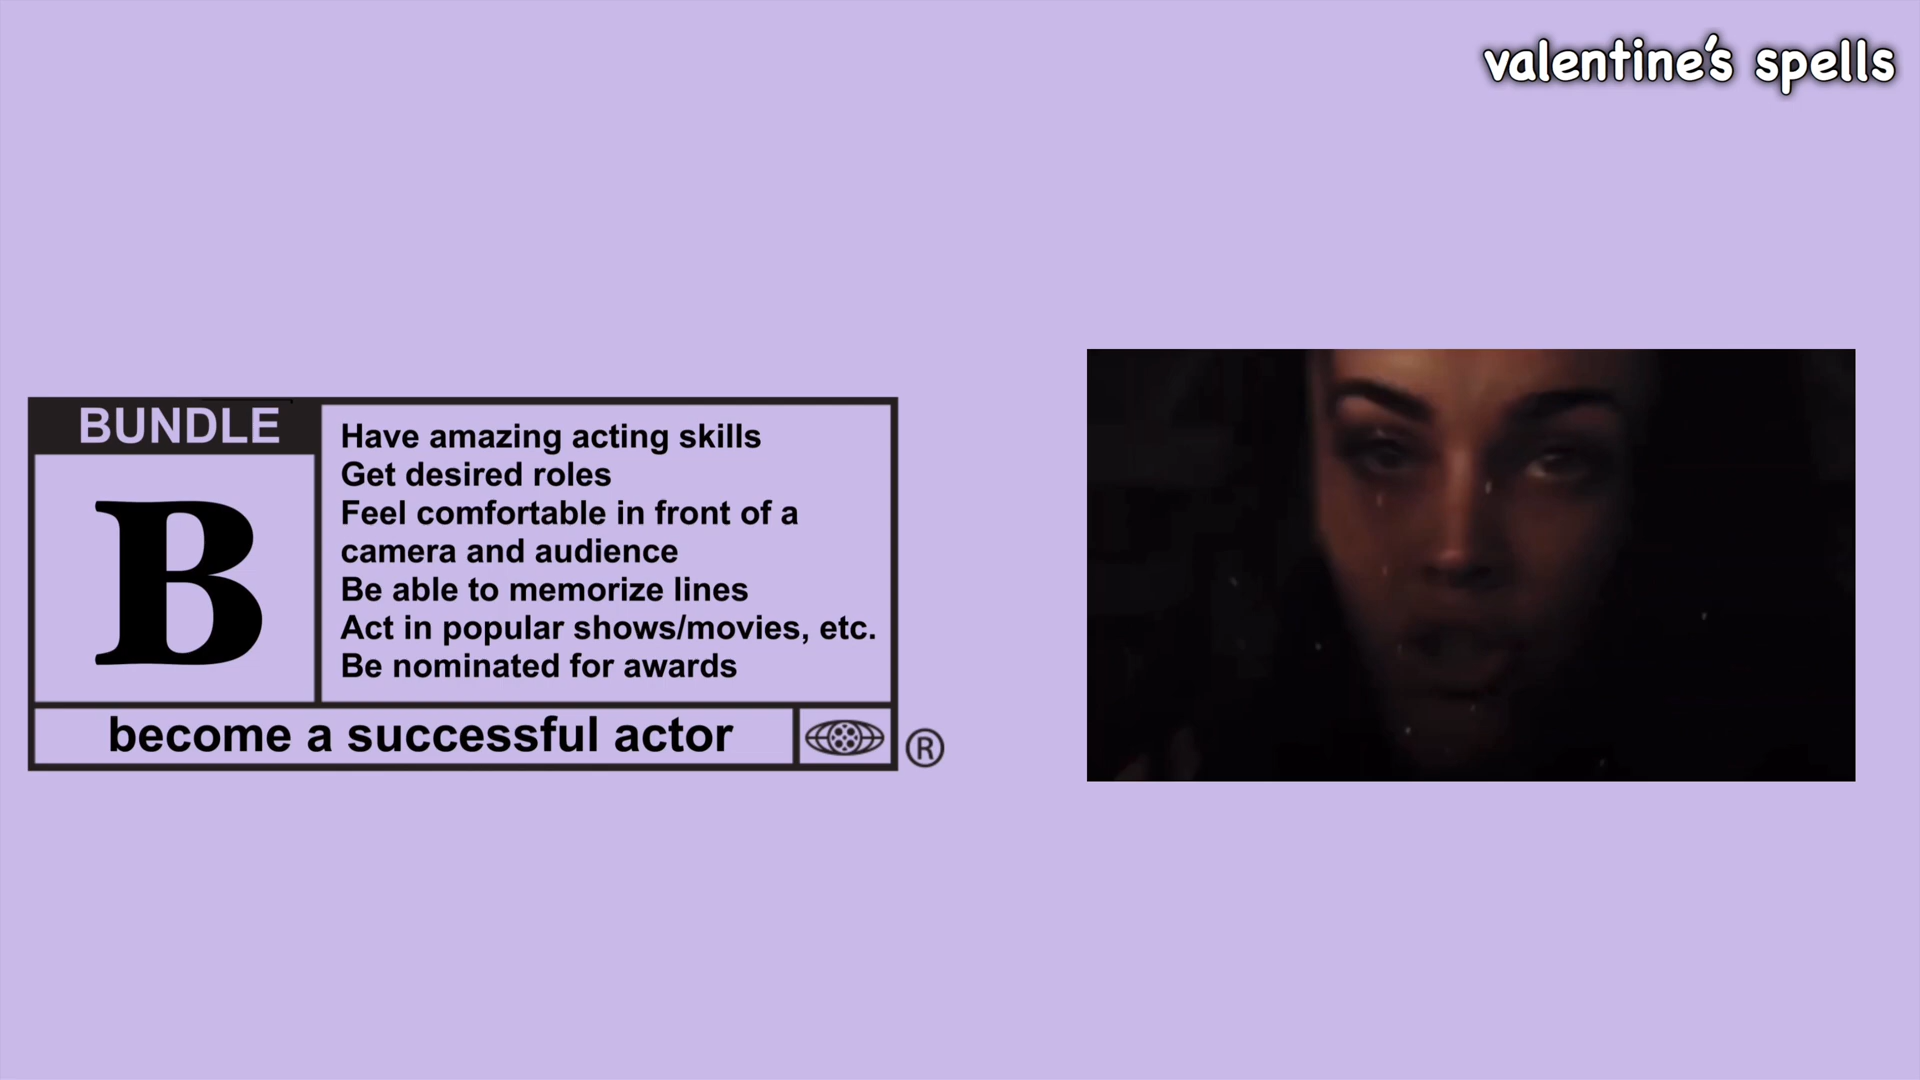 valentine's spells
BUNDLE
B
Have amazing acting skills
Get desired roles
Feel comfortable in front of a
camera and audience
Be able to memorize lines
Act in popular shows/movies, etc.
Be nominated for awards
become a successful actor
®